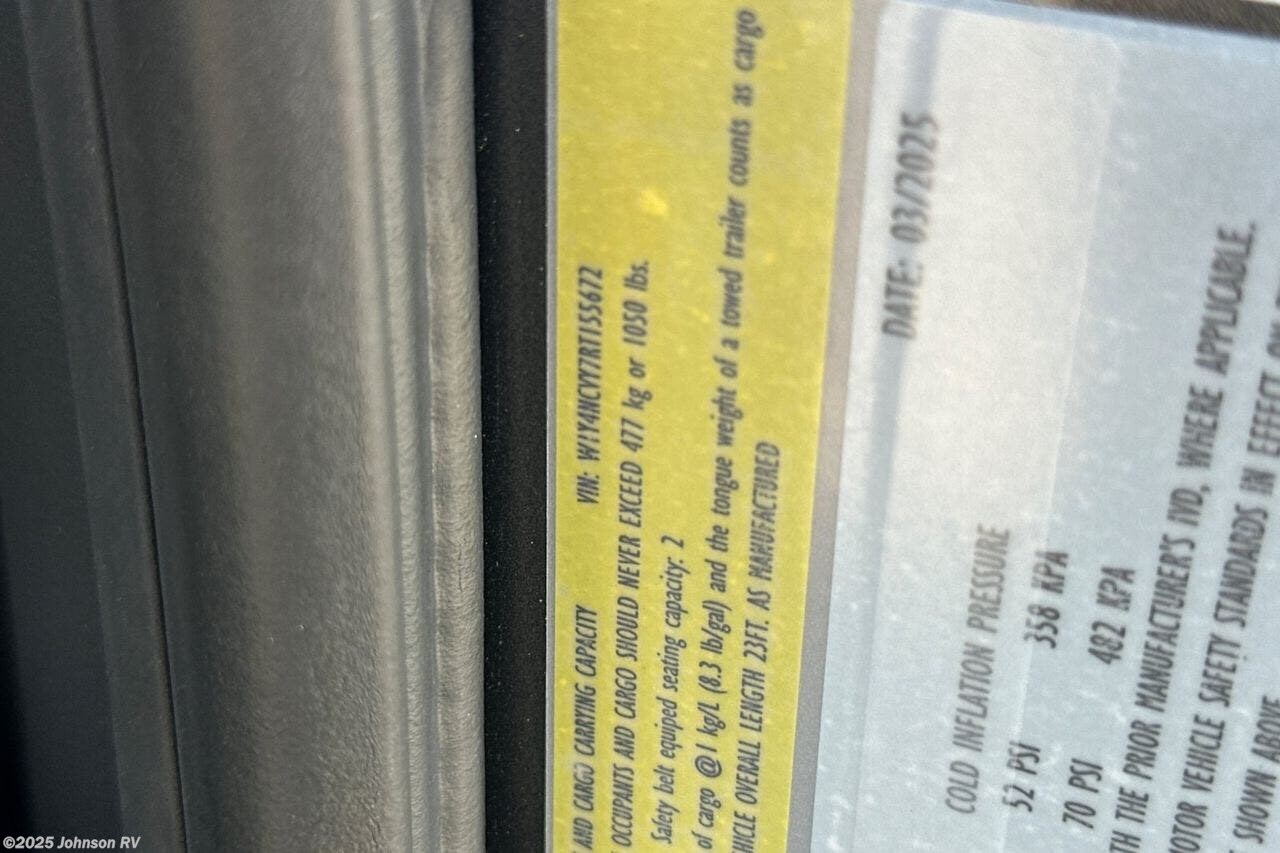 AND CARGO CARRYING CAPACITY VIN: W1Y4NCVY7RT155672
OCCUPANTS AND CARGO SHOULD NEVER EXCEED 477 kg or 1050 lbs.
Safety belt equiped seating capacity: 2
of cargo @1 kg/L (8.3 lb/gal) and the tongue weight of a towed trailer counts as cargo
VEHICLE OVERALL LENGTH 23FT. AS MANUFACTURED
DATE: 03/2025
COLD INFLATION PRESSURE
52 PSI 358 KPA
70 PSI 482 KPA
TH THE PRIOR MANUFACTURER'S IVD, WHERE APPLICABLE.
MOTOR VEHICLE SAFETY STANDARDS IN EFFECT ON
SHOWN ABOVE
©2025 Johnson RV